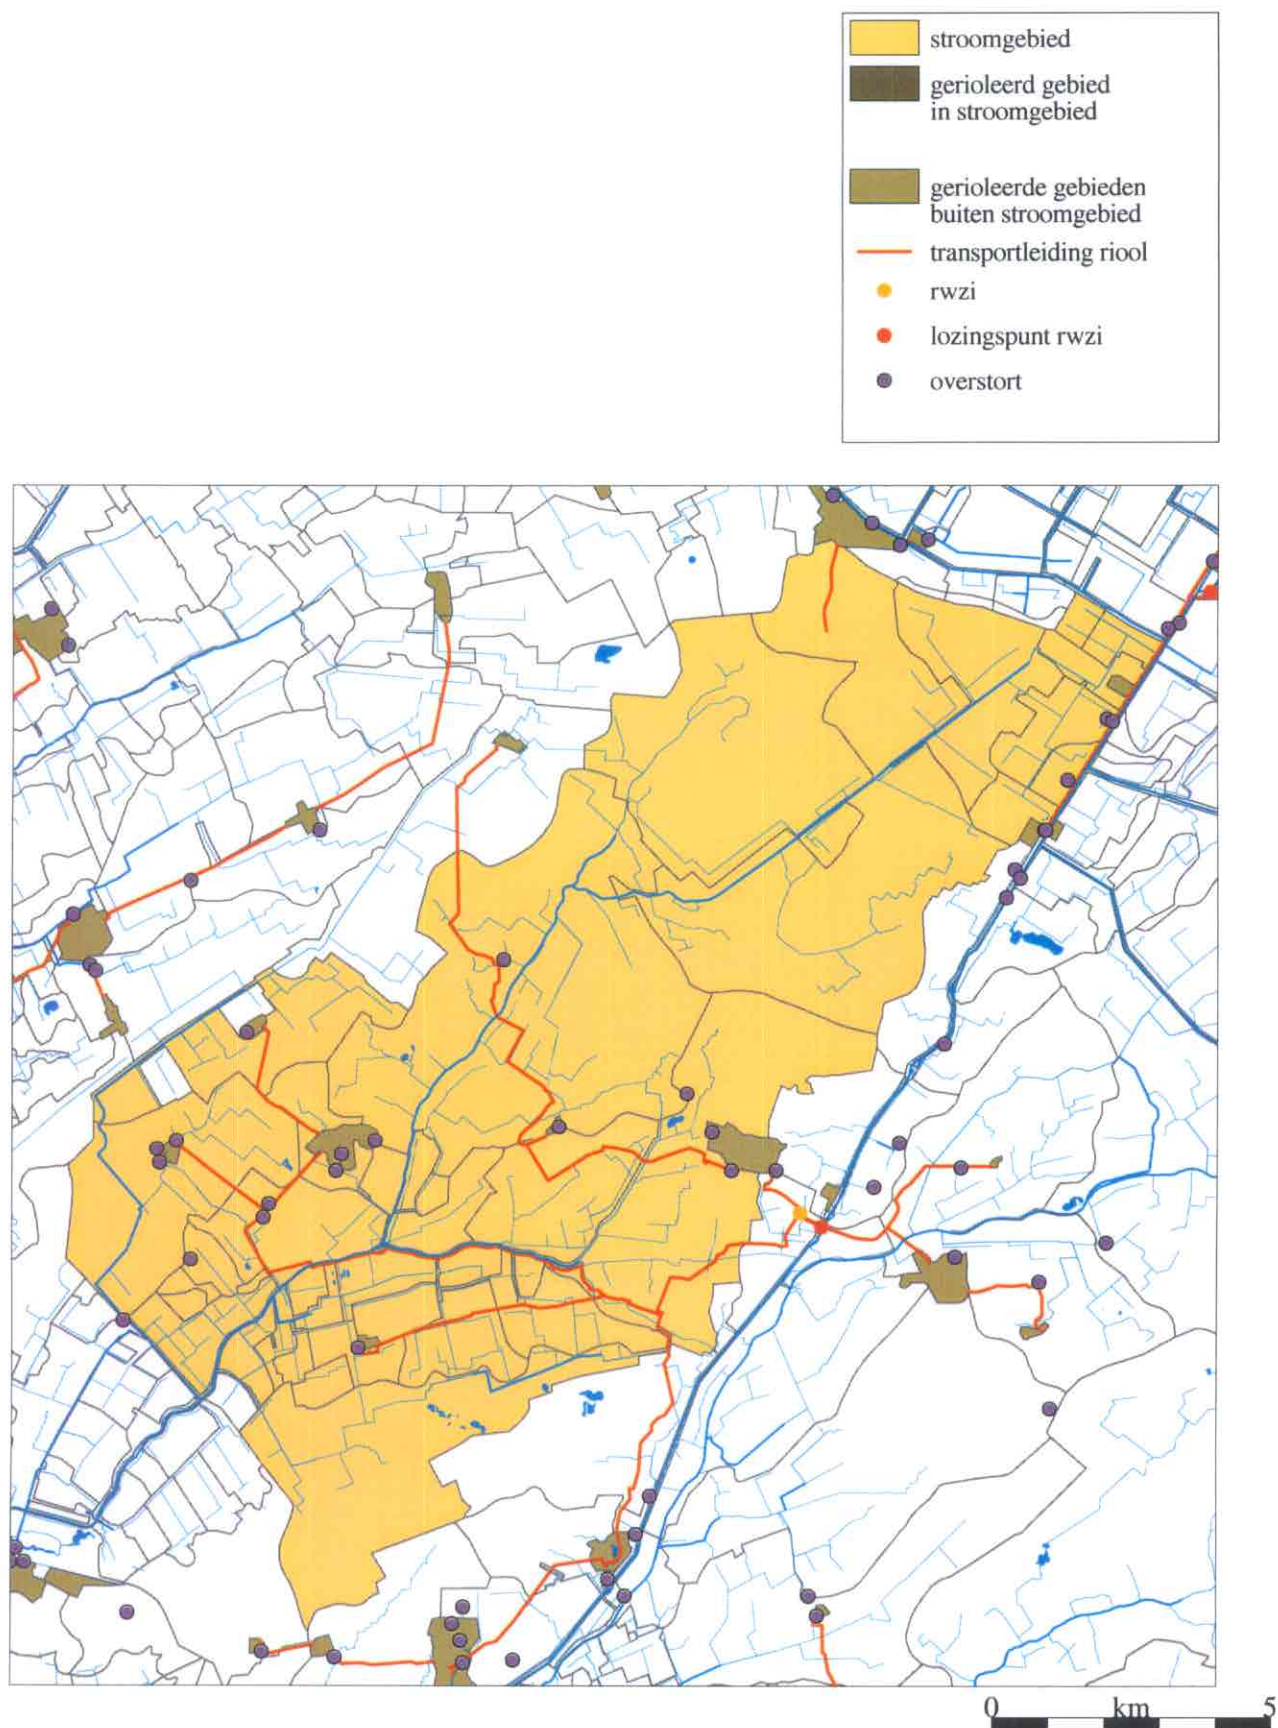 stroomgebied
gerioleerd gebied
in stroomgebied
gerioleerde gebieden
buiten stroomgebied
transportleiding riool
rwzi
lozingspunt rwzi
overstort
0 km 5